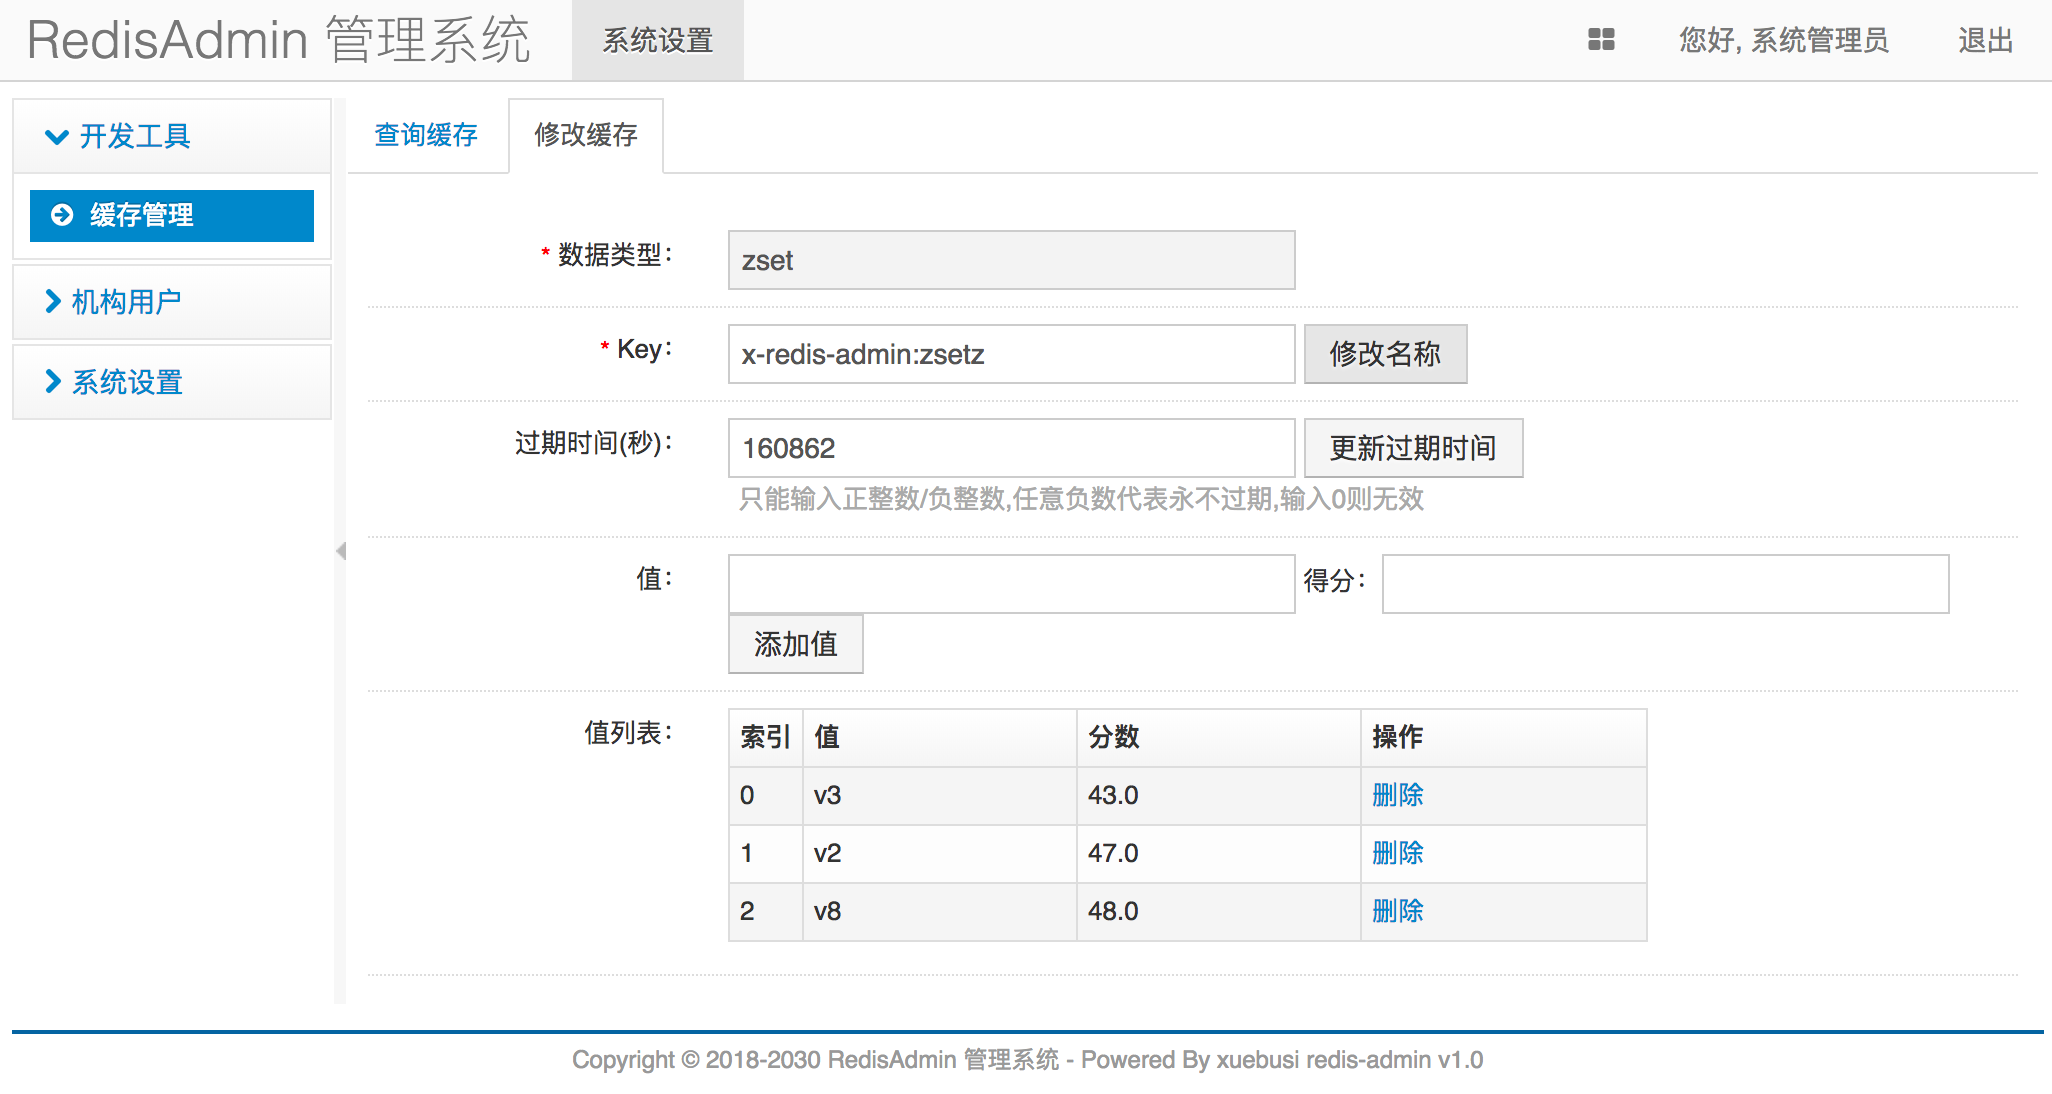 RedisAdmin 管理系统 系统设置 您好, 系统管理员 退出
开发工具
缓存管理
机构用户
系统设置
查询缓存 修改缓存
* 数据类型： zset
* Key： x-redis-admin:zsetz 修改名称
过期时间(秒)： 160862 更新过期时间
只能输入正整数/负整数,任意负数代表永不过期,输入0则无效
值： 得分：
添加值
值列表：
索引 值 分数 操作
0 v3 43.0 删除
1 v2 47.0 删除
2 v8 48.0 删除
Copyright © 2018-2030 RedisAdmin 管理系统 - Powered By xuebusi redis-admin v1.0